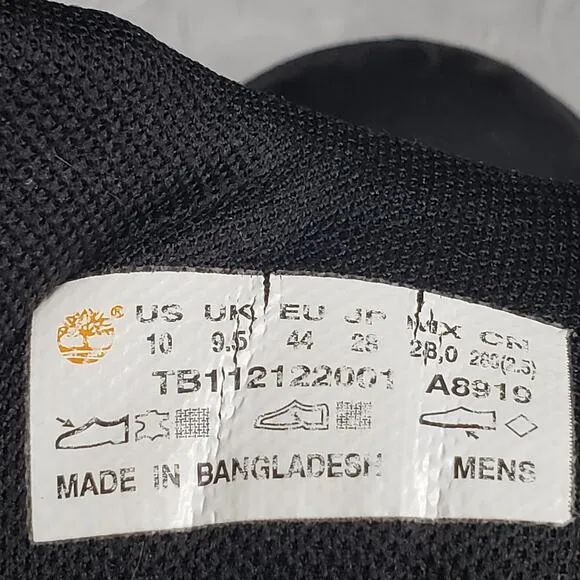 ® US UK EU JP MX CN
10 9.5 44 28 28,0 280(2.5)
TB112122001 A8919
MADE IN BANGLADESH MENS